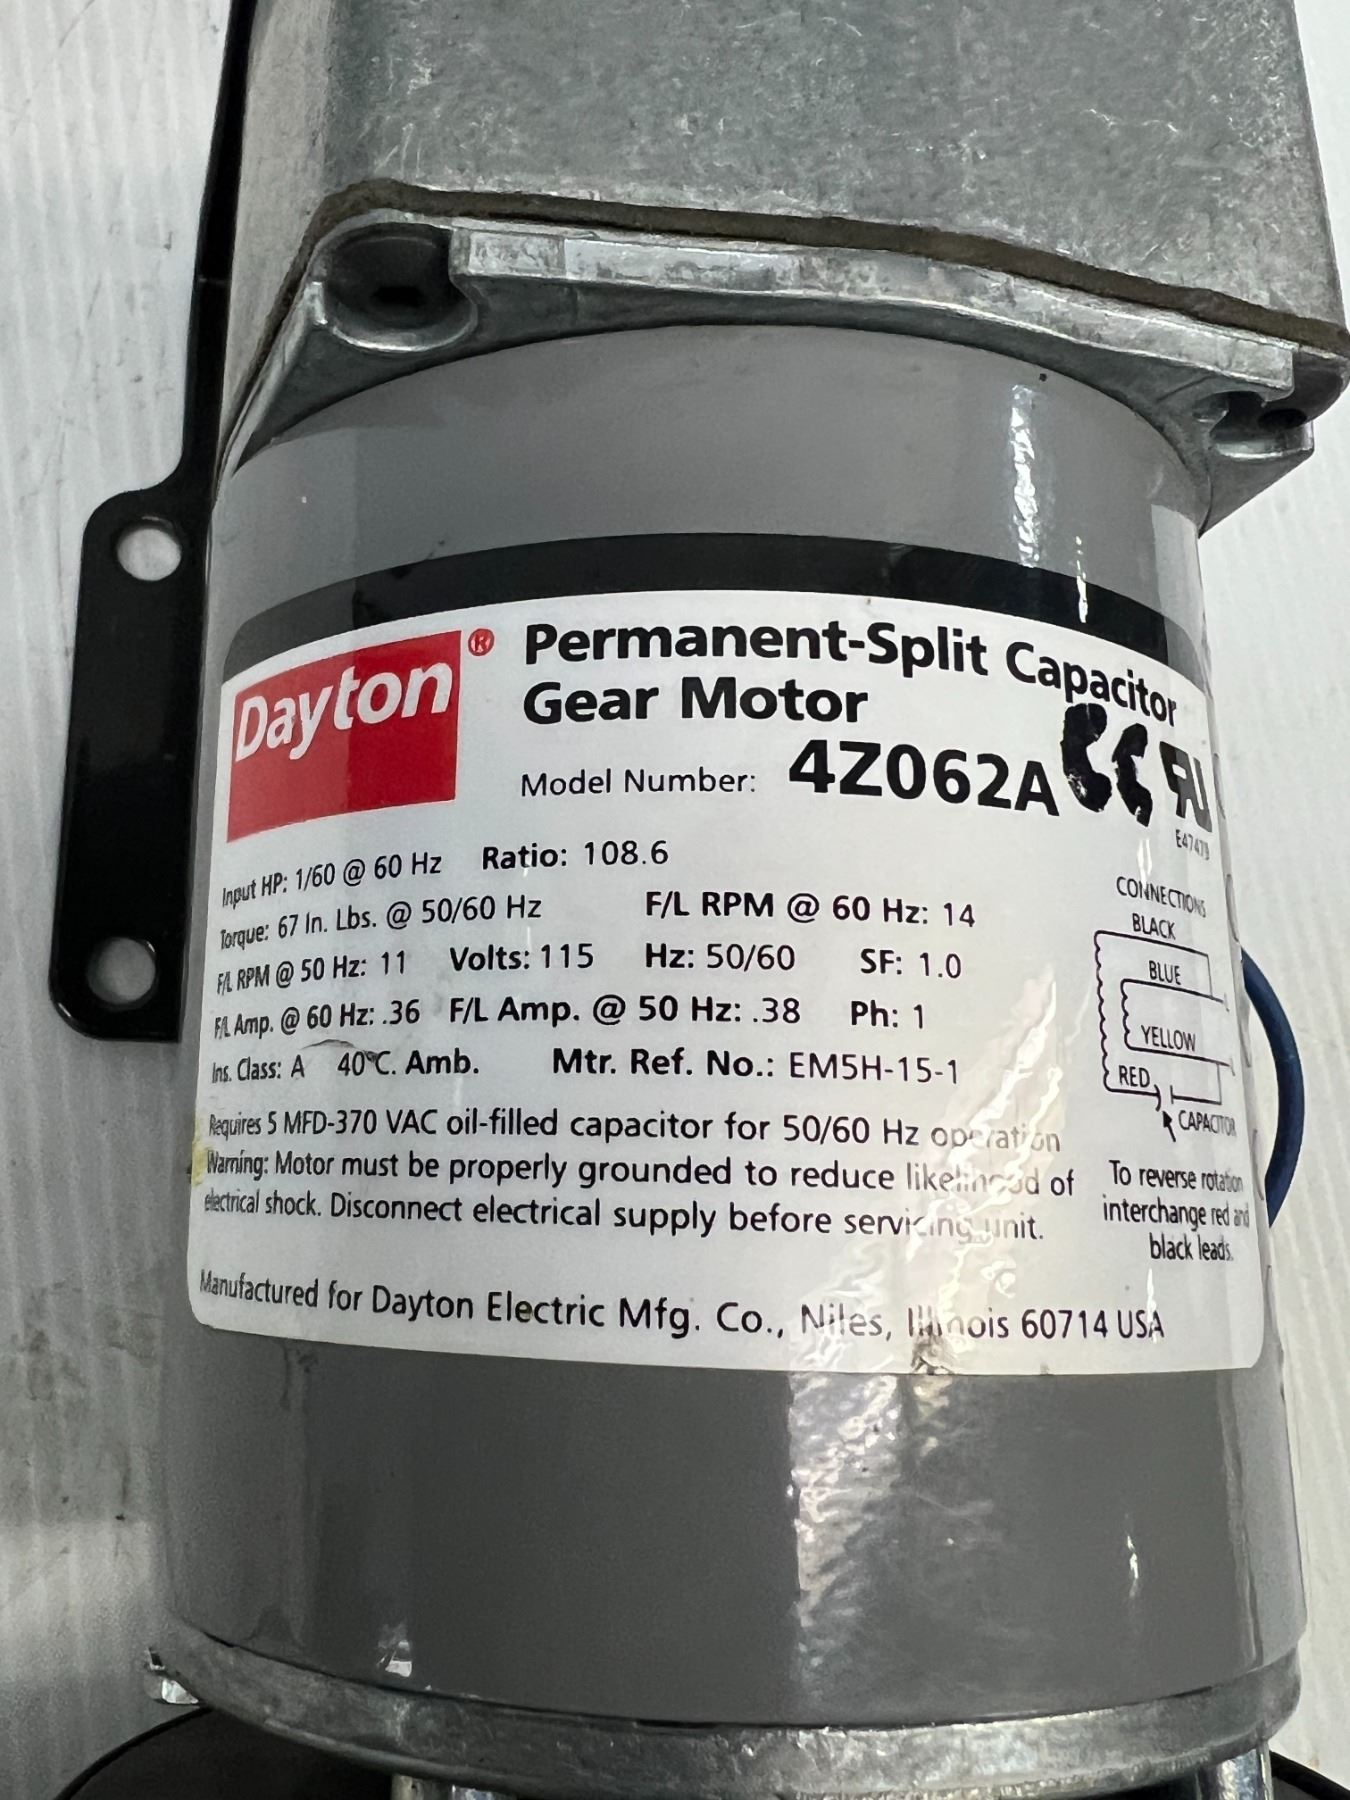 Dayton®
Permanent-Split Capacitor
Gear Motor
Model Number: 4Z062A
E47479
Input HP: 1/60 @ 60 Hz Ratio: 108.6
Torque: 67 In. Lbs. @ 50/60 Hz F/L RPM @ 60 Hz: 14
F/L RPM @ 50 Hz: 11 Volts: 115 Hz: 50/60 SF: 1.0
F/L Amp. @ 60 Hz: .36 F/L Amp. @ 50 Hz: .38 Ph: 1
Ins. Class: A 40°C. Amb. Mtr. Ref. No.: EM5H-15-1
Requires 5 MFD-370 VAC oil-filled capacitor for 50/60 Hz operation
Warning: Motor must be properly grounded to reduce likelihood of
electrical shock. Disconnect electrical supply before servicing unit.
Manufactured for Dayton Electric Mfg. Co., Niles, Illinois 60714 USA
CONNECTIONS
BLACK
BLUE
YELLOW
RED
CAPACITOR
To reverse rotation
interchange red and
black leads.